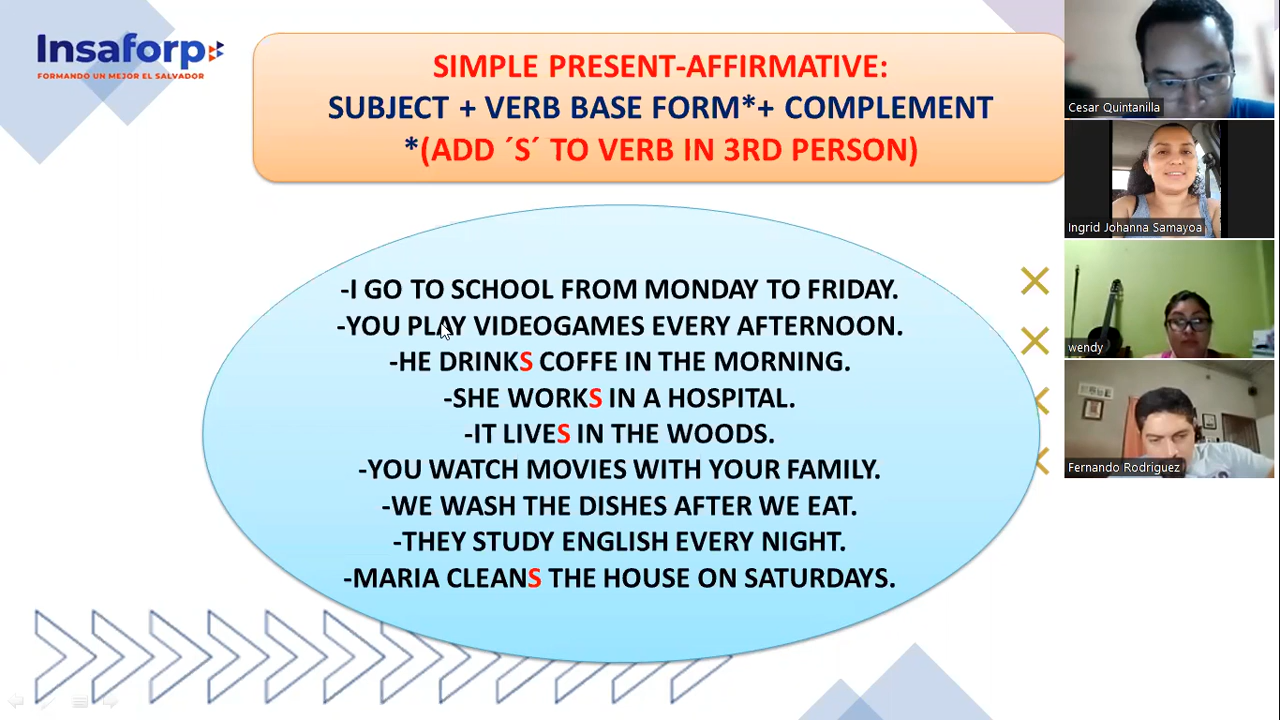 Insaforp
FORMANDO UN MEJOR EL SALVADOR
SIMPLE PRESENT-AFFIRMATIVE:
SUBJECT + VERB BASE FORM*+ COMPLEMENT
*(ADD ´S´ TO VERB IN 3RD PERSON)
-I GO TO SCHOOL FROM MONDAY TO FRIDAY.
-YOU PLAY VIDEOGAMES EVERY AFTERNOON.
-HE DRINKS COFFE IN THE MORNING.
-SHE WORKS IN A HOSPITAL.
-IT LIVES IN THE WOODS.
-YOU WATCH MOVIES WITH YOUR FAMILY.
-WE WASH THE DISHES AFTER WE EAT.
-THEY STUDY ENGLISH EVERY NIGHT.
-MARIA CLEANS THE HOUSE ON SATURDAYS.
Cesar Quintanilla
Ingrid Johanna Samayoa
wendy
Fernando Rodriguez